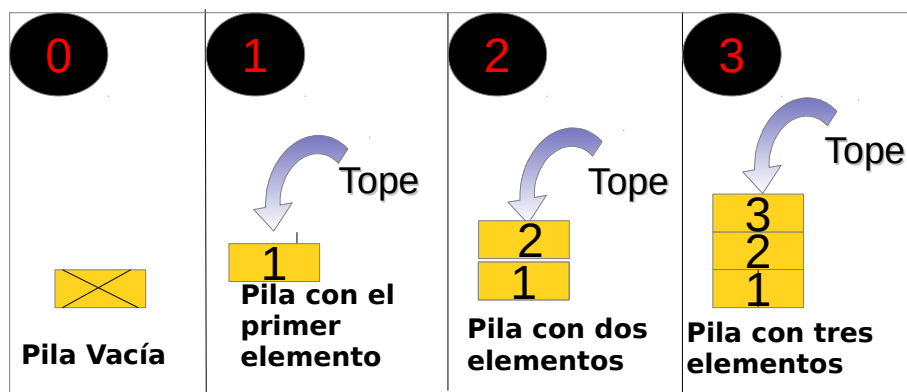 0
Pila Vacía
1
Tope
1
Pila con el
primer
elemento
2
Tope
2
1
Pila con dos
elementos
3
Tope
3
2
1
Pila con tres
elementos